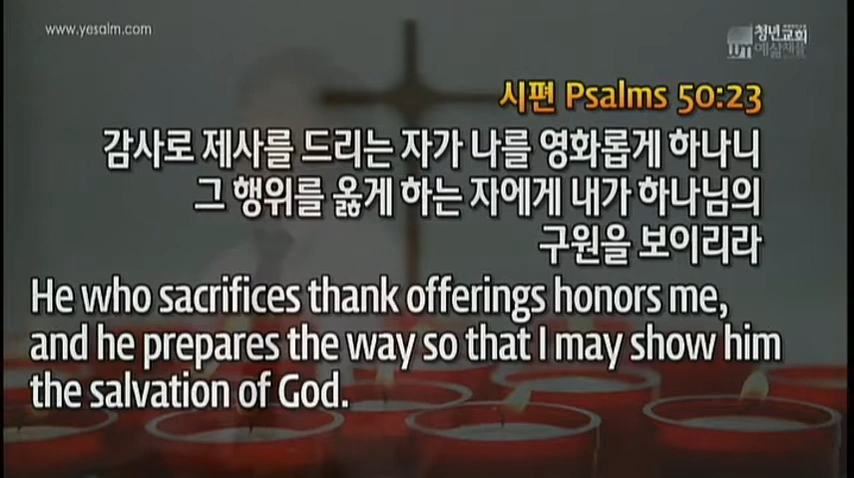 www.yesalm.com
청년교회
예삶채플
시편 Psalms 50:23
감사로 제사를 드리는 자가 나를 영화롭게 하나니
그 행위를 옳게 하는 자에게 내가 하나님의
구원을 보이리라
He who sacrifices thank offerings honors me,
and he prepares the way so that I may show him
the salvation of God.